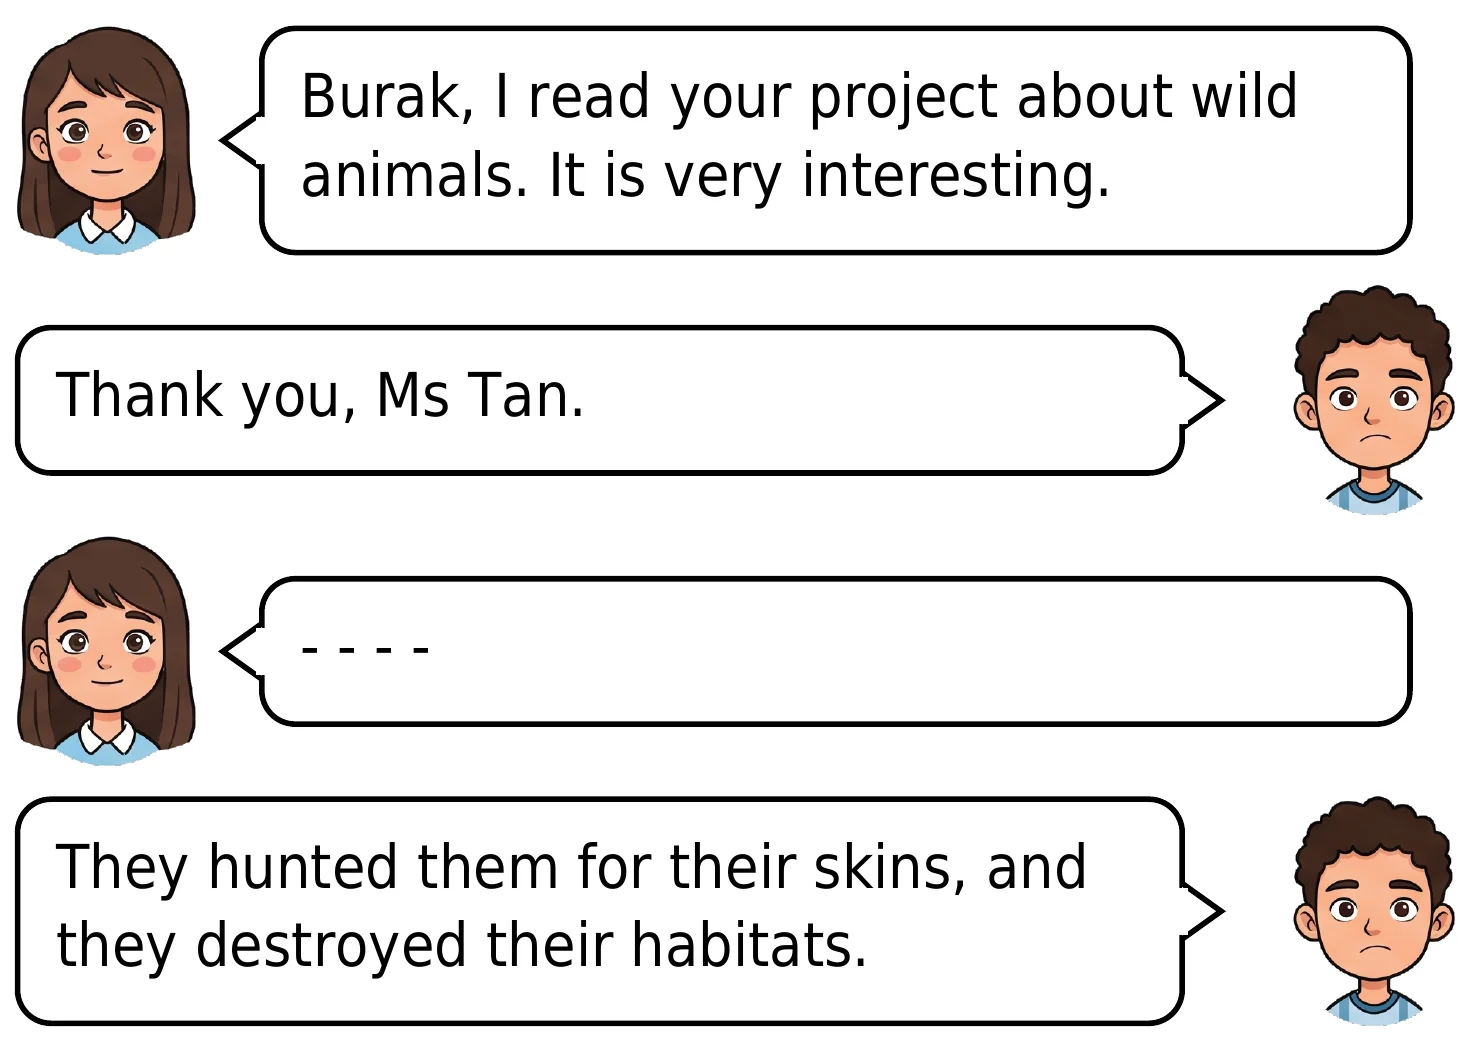 Burak, I read your project about wild
animals. It is very interesting.
Thank you, Ms Tan.
- - - -
They hunted them for their skins, and
they destroyed their habitats.